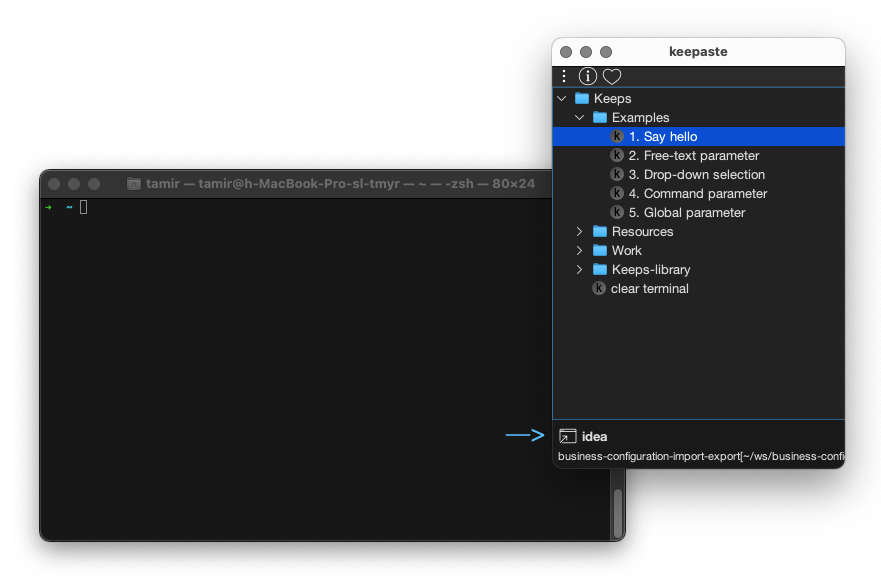 keepaste
Keeps
Examples
1. Say hello
2. Free-text parameter
3. Drop-down selection
4. Command parameter
5. Global parameter
Resources
Work
Keeps-library
clear terminal
idea
business-configuration-import-export[~/ws/business-confi
tamir — tamir@h-MacBook-Pro-sl-tmyr — ~ — -zsh — 80×24
➜ ~